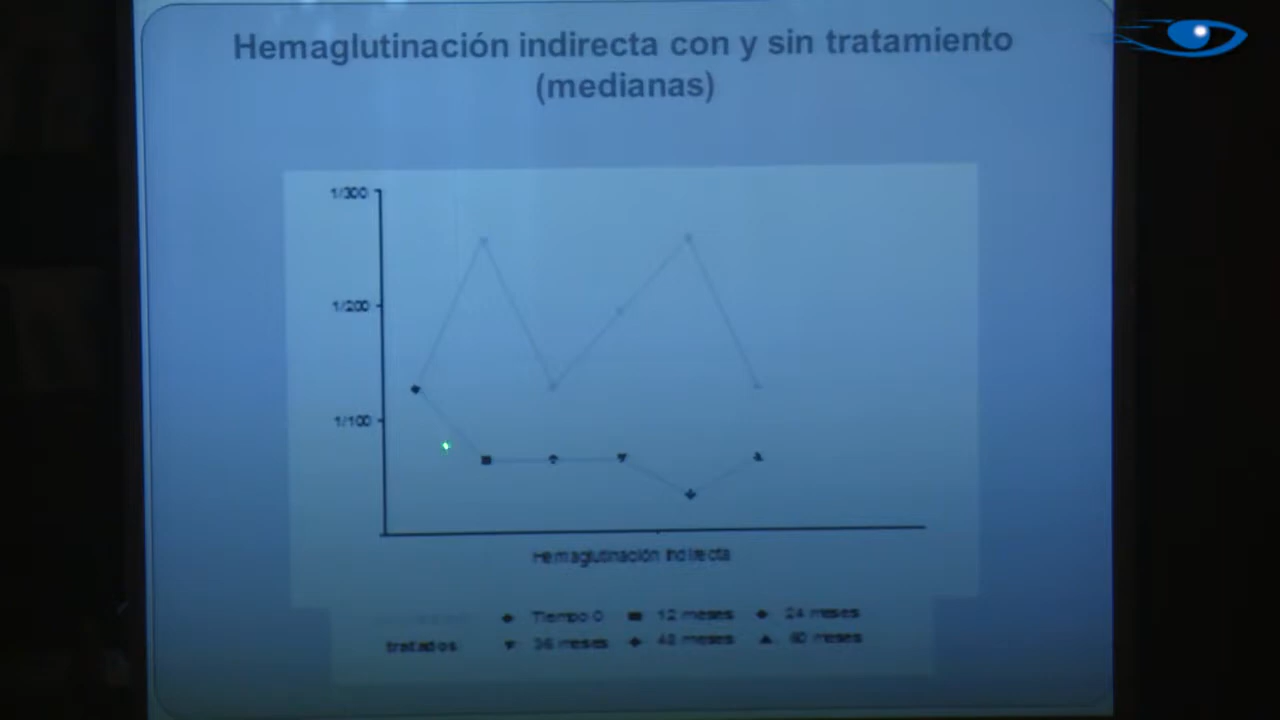 Hemaglutinación indirecta con y sin tratamiento
(medianas)
1/300
1/200
1/100
Hemaglutinación Indirecta
Tiempo 0 12 meses 24 meses
tratados 36 meses 48 meses 60 meses